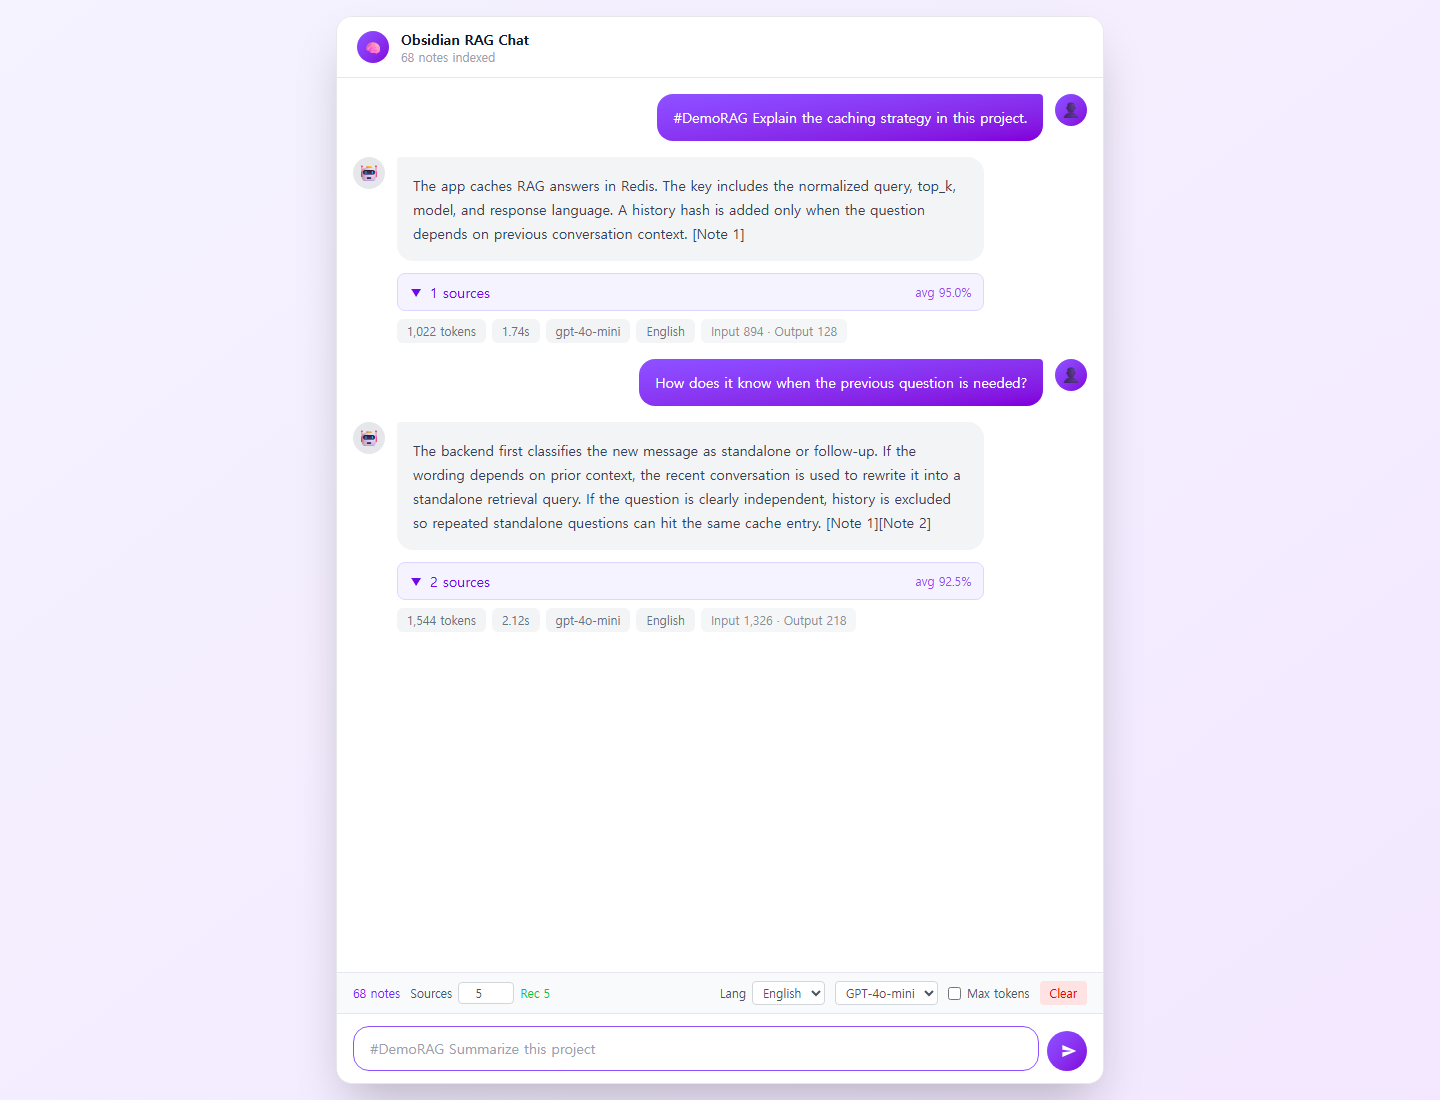 Obsidian RAG Chat
68 notes indexed
#DemoRAG Explain the caching strategy in this project.
The app caches RAG answers in Redis. The key includes the normalized query, top_k,
model, and response language. A history hash is added only when the question
depends on previous conversation context. [Note 1]
▼ 1 sources avg 95.0%
1,022 tokens 1.74s gpt-4o-mini English Input 894 · Output 128
How does it know when the previous question is needed?
The backend first classifies the new message as standalone or follow-up. If the
wording depends on prior context, the recent conversation is used to rewrite it into a
standalone retrieval query. If the question is clearly independent, history is excluded
so repeated standalone questions can hit the same cache entry. [Note 1][Note 2]
▼ 2 sources avg 92.5%
1,544 tokens 2.12s gpt-4o-mini English Input 1,326 · Output 218
68 notes Sources 5 Rec 5 Lang English GPT-4o-mini Max tokens Clear
#DemoRAG Summarize this project